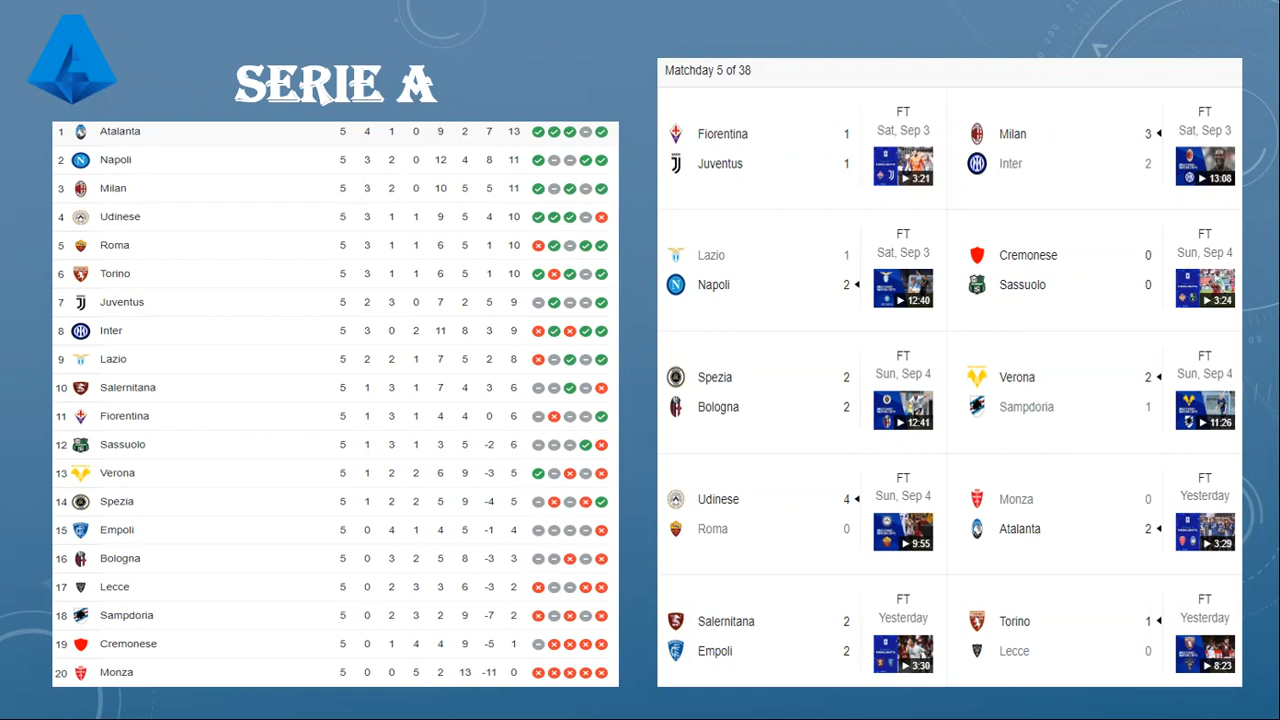 SERIE A
1 Atalanta 5 4 1 0 9 2 7 13
2 Napoli 5 3 2 0 12 4 8 11
3 Milan 5 3 2 0 10 5 5 11
4 Udinese 5 3 1 1 9 5 4 10
5 Roma 5 3 1 1 6 5 1 10
6 Torino 5 3 1 1 6 5 1 10
7 Juventus 5 2 3 0 7 2 5 9
8 Inter 5 3 0 2 11 8 3 9
9 Lazio 5 2 2 1 7 5 2 8
10 Salernitana 5 1 3 1 7 4 3 6
11 Fiorentina 5 1 3 1 4 4 0 6
12 Sassuolo 5 1 3 1 3 5 -2 6
13 Verona 5 1 2 2 6 9 -3 5
14 Spezia 5 1 2 2 5 9 -4 5
15 Empoli 5 0 4 1 4 5 -1 4
16 Bologna 5 0 3 2 5 8 -3 3
17 Lecce 5 0 2 3 3 6 -3 2
18 Sampdoria 5 0 2 3 2 9 -7 2
19 Cremonese 5 0 1 4 4 9 -5 1
20 Monza 5 0 0 5 2 13 -11 0
Matchday 5 of 38
FT
Sat, Sep 3
Fiorentina 1
Juventus 1
3:21
FT
Sat, Sep 3
Milan 3
Inter 2
13:08
FT
Sat, Sep 3
Lazio 1
Napoli 2
12:40
FT
Sun, Sep 4
Cremonese 0
Sassuolo 0
3:24
FT
Sun, Sep 4
Spezia 2
Bologna 2
12:41
FT
Sun, Sep 4
Verona 2
Sampdoria 1
11:26
FT
Sun, Sep 4
Udinese 4
Roma 0
9:55
FT
Yesterday
Monza 0
Atalanta 2
3:29
FT
Yesterday
Salernitana 2
Empoli 2
3:30
FT
Yesterday
Torino 1
Lecce 0
8:23